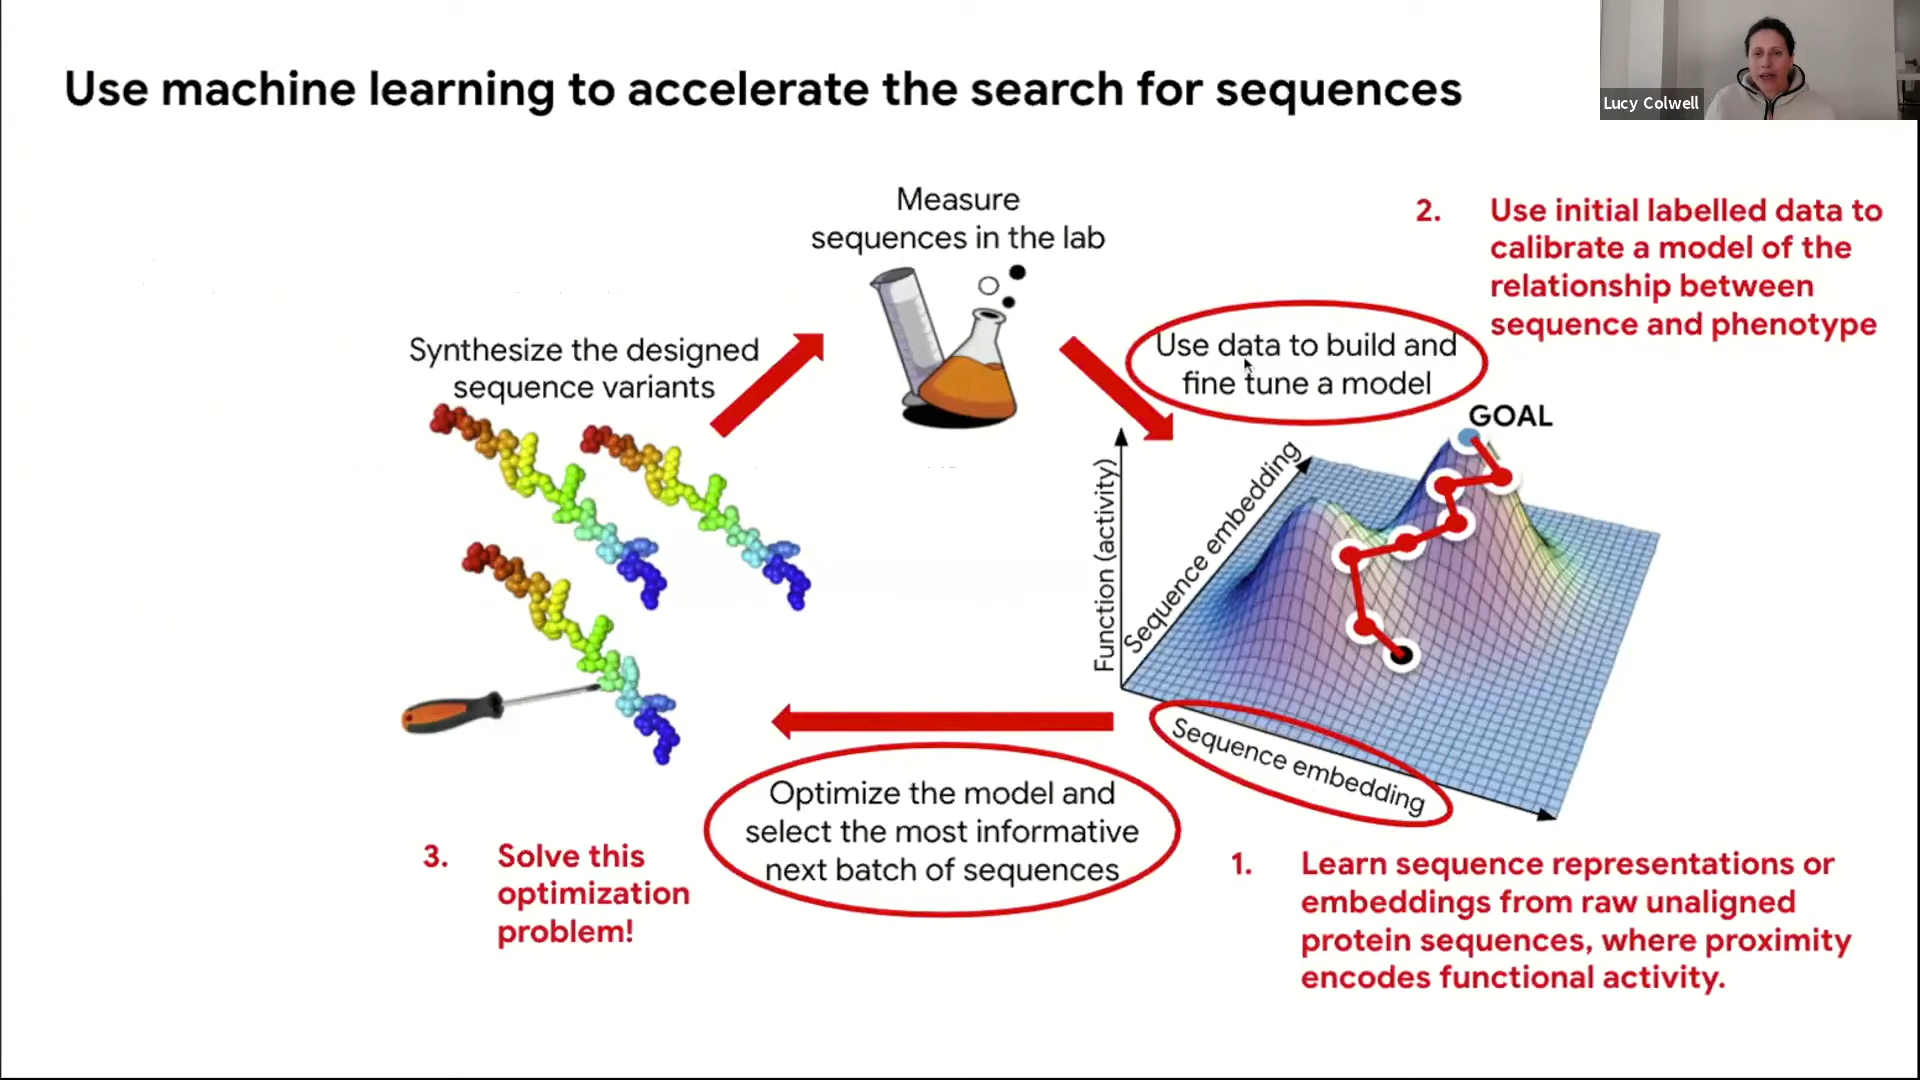 Use machine learning to accelerate the search for sequences
Lucy Colwell
Measure
sequences in the lab
2. Use initial labelled data to
calibrate a model of the
relationship between
sequence and phenotype
Synthesize the designed
sequence variants
Use data to build and
fine tune a model
GOAL
Function (activity)
Sequence embedding
Sequence embedding
Optimize the model and
select the most informative
next batch of sequences
3. Solve this
optimization
problem!
1. Learn sequence representations or
embeddings from raw unaligned
protein sequences, where proximity
encodes functional activity.